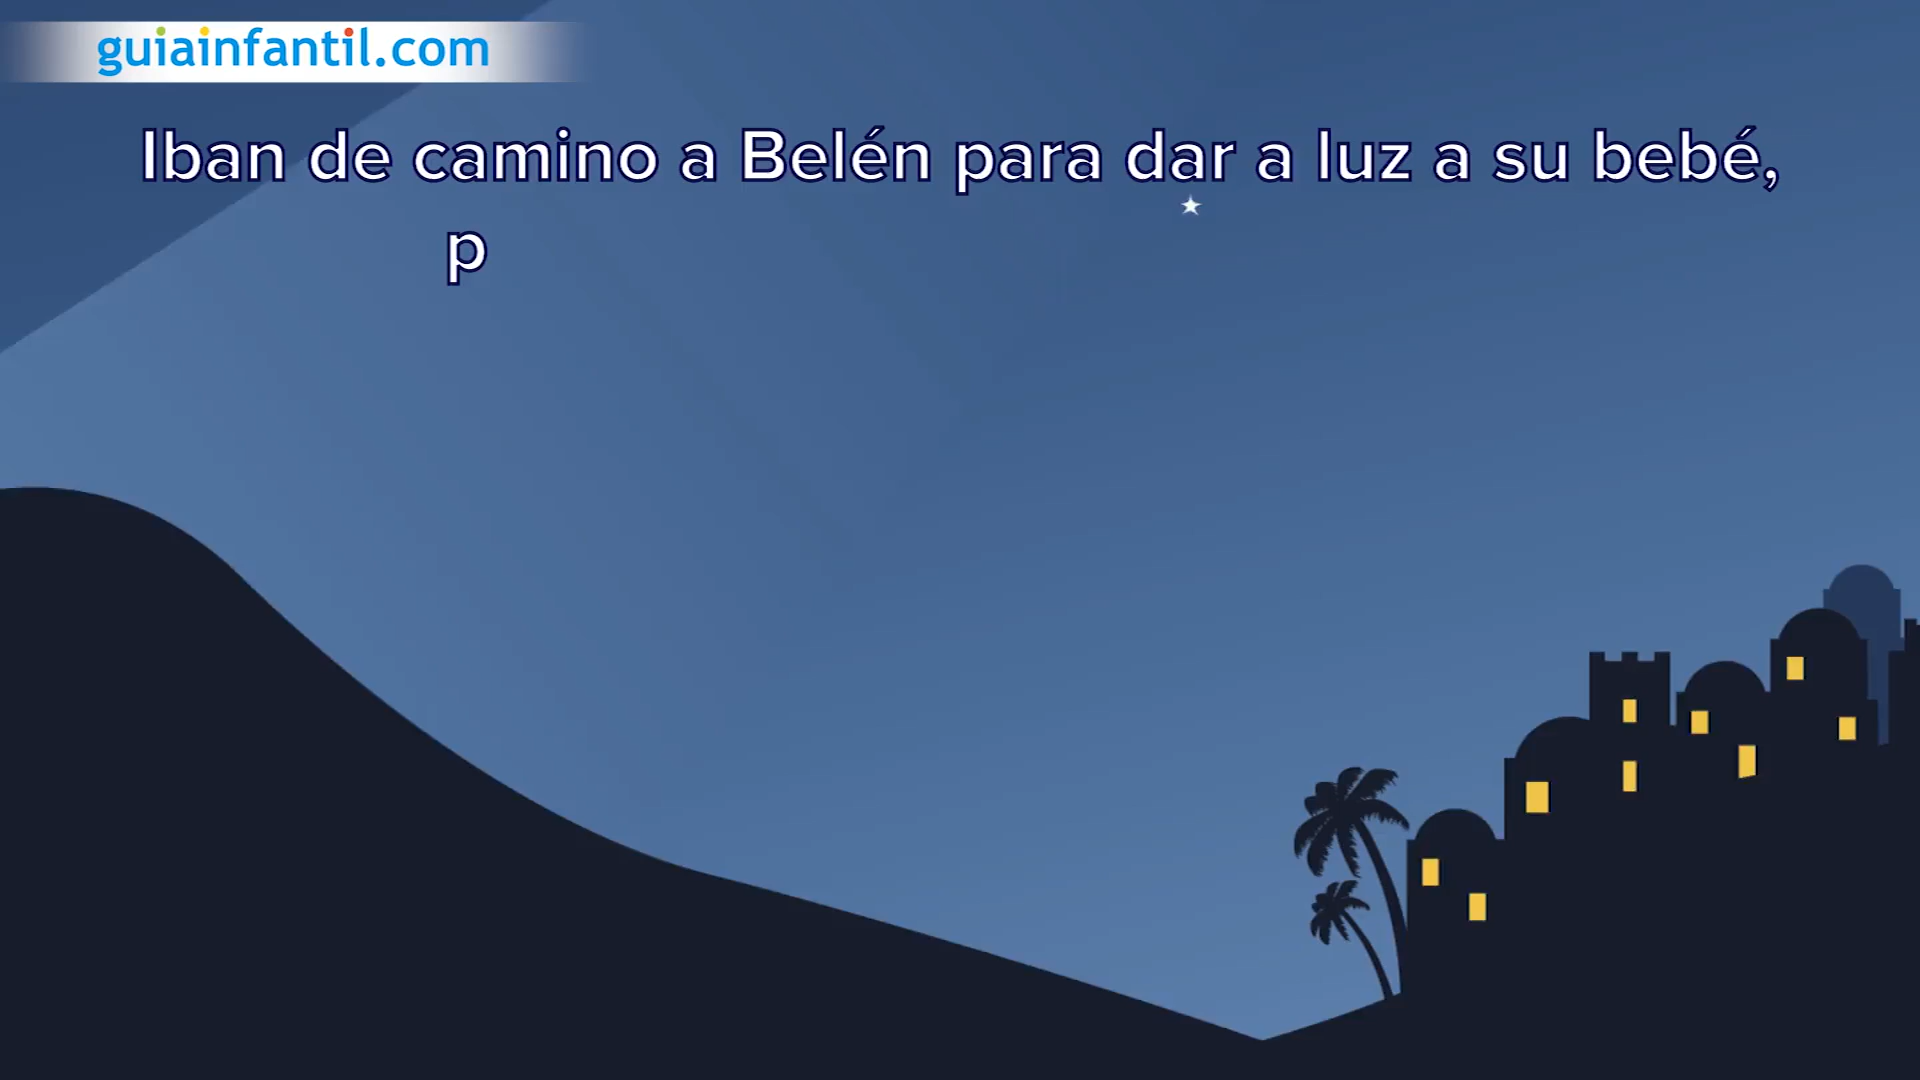 guiainfantil.com
Iban de camino a Belén para dar a luz a su bebé,
p